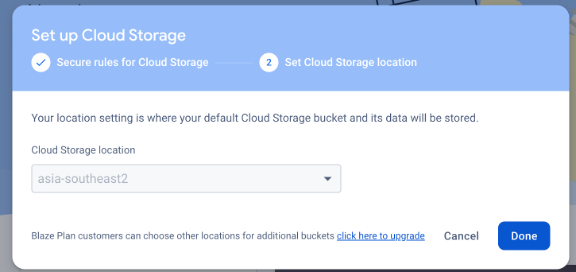 Set up Cloud Storage
Secure rules for Cloud Storage
2 Set Cloud Storage location
Your location setting is where your default Cloud Storage bucket and its data will be stored.
Cloud Storage location
asia-southeast2
Blaze Plan customers can choose other locations for additional buckets click here to upgrade
Cancel
Done